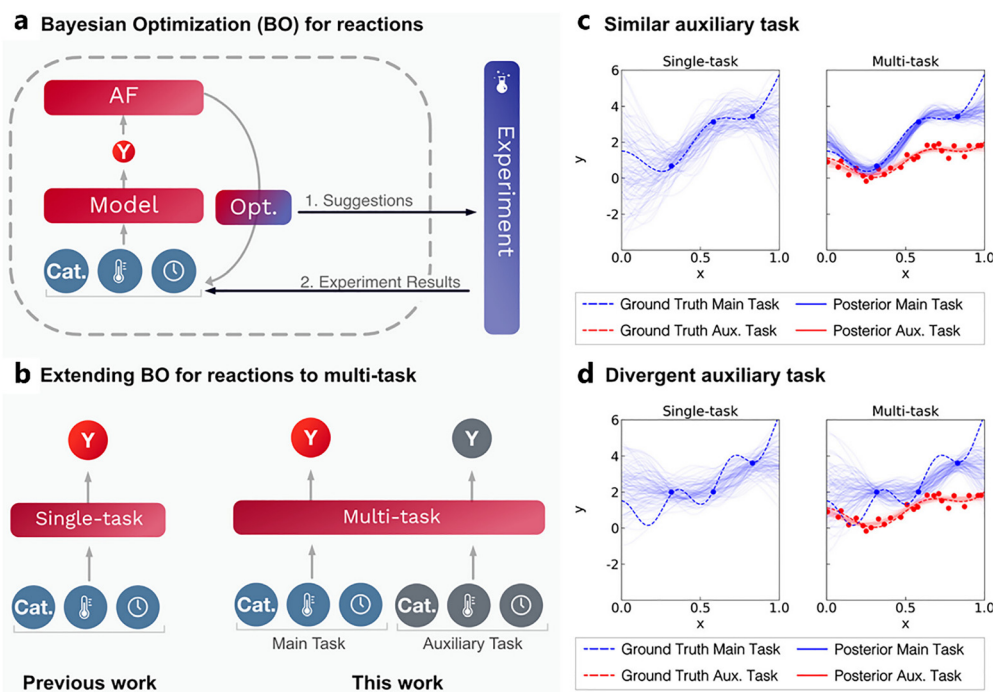 a Bayesian Optimization (BO) for reactions
AF
Y
Model
Cat.
Opt.
1. Suggestions
2. Experiment Results
Experiment
b Extending BO for reactions to multi-task
Y
Single-task
Cat.
Previous work
Y Y
Multi-task
Cat. Cat.
Main Task Auxiliary Task
This work
c Similar auxiliary task
Single-task Multi-task
6
4
2
0
-2
y
0.0 0.5 1.0 0.0 0.5 1.0
x x
Ground Truth Main Task Posterior Main Task
Ground Truth Aux. Task Posterior Aux. Task
d Divergent auxiliary task
Single-task Multi-task
6
4
2
0
-2
y
0.0 0.5 1.0 0.0 0.5 1.0
x x
Ground Truth Main Task Posterior Main Task
Ground Truth Aux. Task Posterior Aux. Task